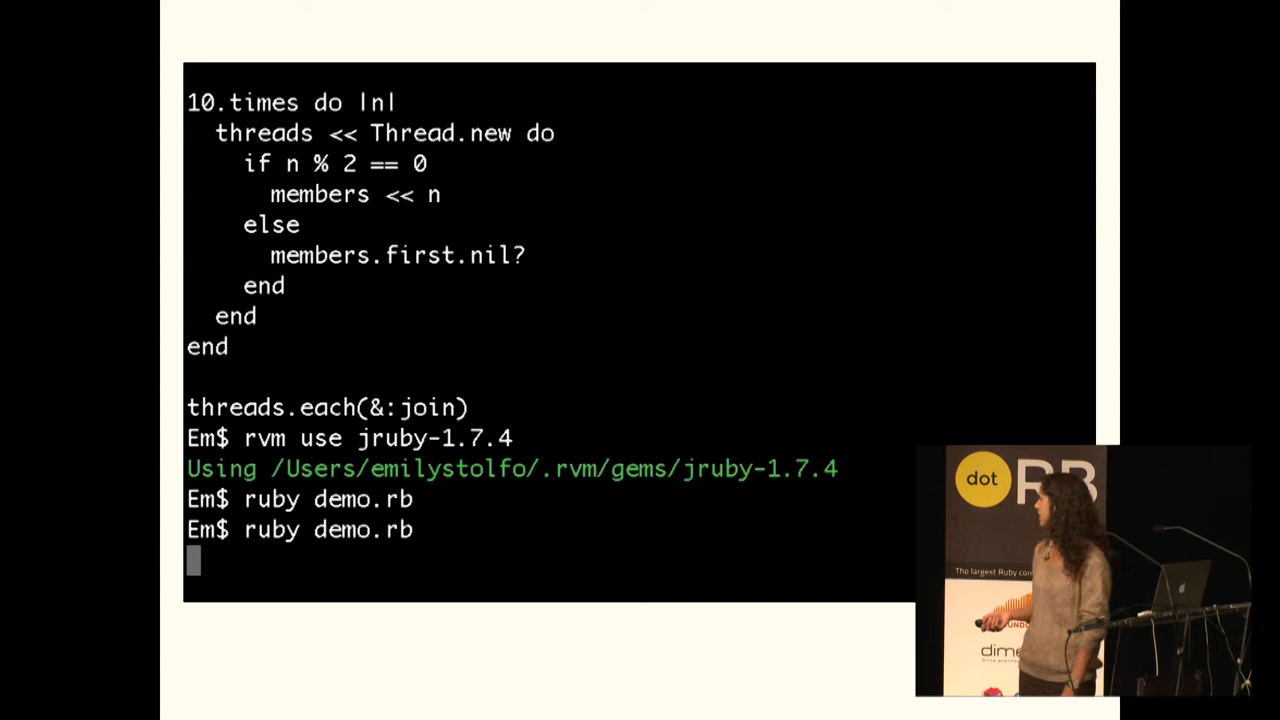 10.times do |n|
  threads << Thread.new do
    if n % 2 == 0
      members << n
    else
      members.first.nil?
    end
  end
end
threads.each(&:join)
Em$ rvm use jruby-1.7.4
Using /Users/emilystolfo/.rvm/gems/jruby-1.7.4
Em$ ruby demo.rb
Em$ ruby demo.rb
dot
RB
The largest Ruby